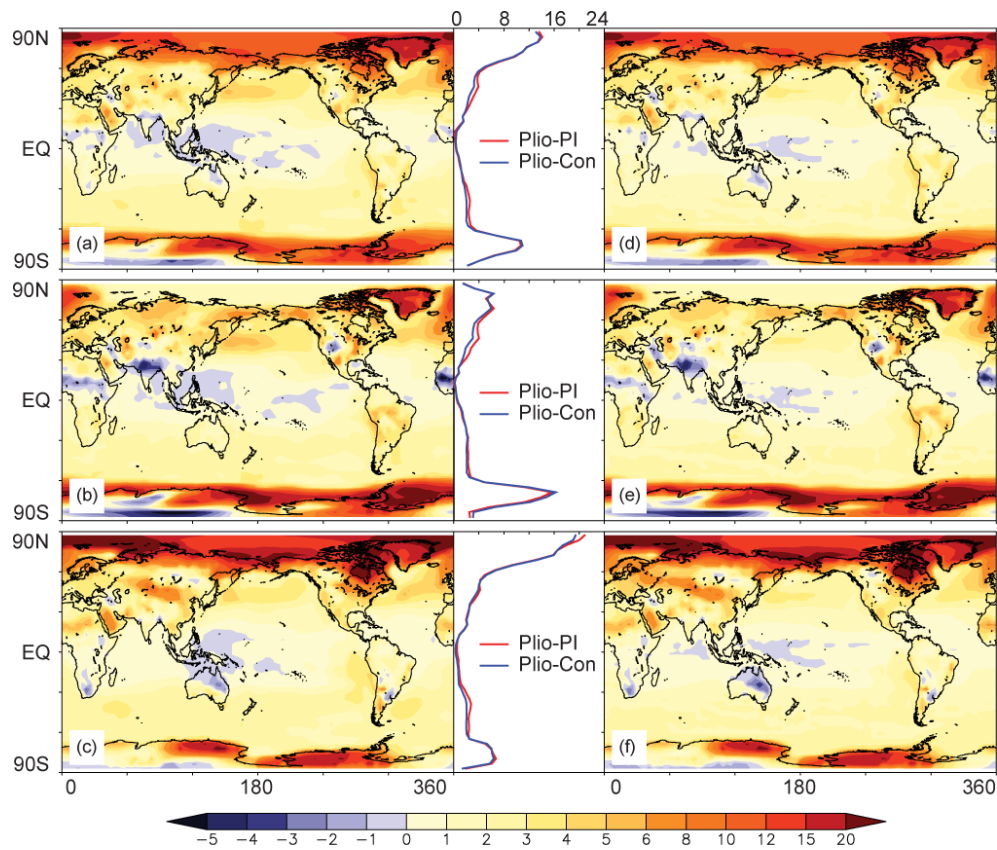 0 8 16 24
90N
EQ
90S
(a)
Plio-PI
Plio-Con
(d)
90N
EQ
90S
(b)
Plio-PI
Plio-Con
(e)
90N
EQ
90S
(c)
Plio-PI
Plio-Con
(f)
0 180 360 0 180 360
−5 −4 −3 −2 −1 0 1 2 3 4 5 6 8 10 12 15 20